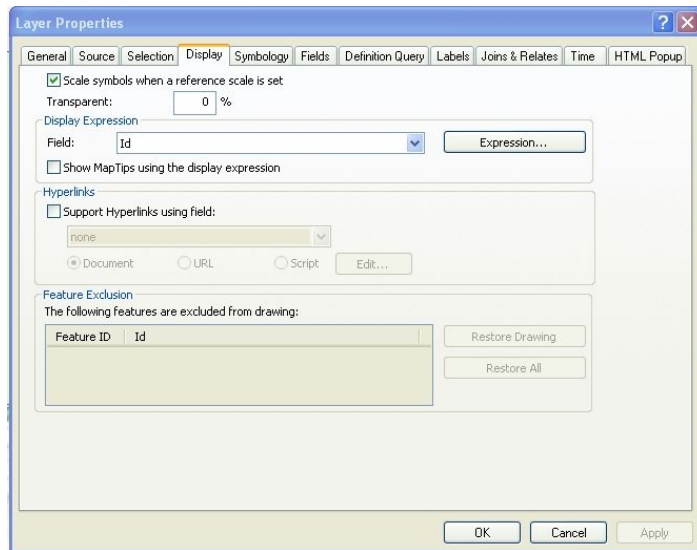 Layer Properties
General Source Selection Display Symbology Fields Definition Query Labels Joins & Relates Time HTML Popup
Scale symbols when a reference scale is set
Transparent: 0 %
Display Expression
Field: Id Expression...
Show MapTips using the display expression
Hyperlinks
Support Hyperlinks using field:
none
Document URL Script Edit...
Feature Exclusion
The following features are excluded from drawing:
Feature ID Id
Restore Drawing
Restore All
OK Cancel Apply